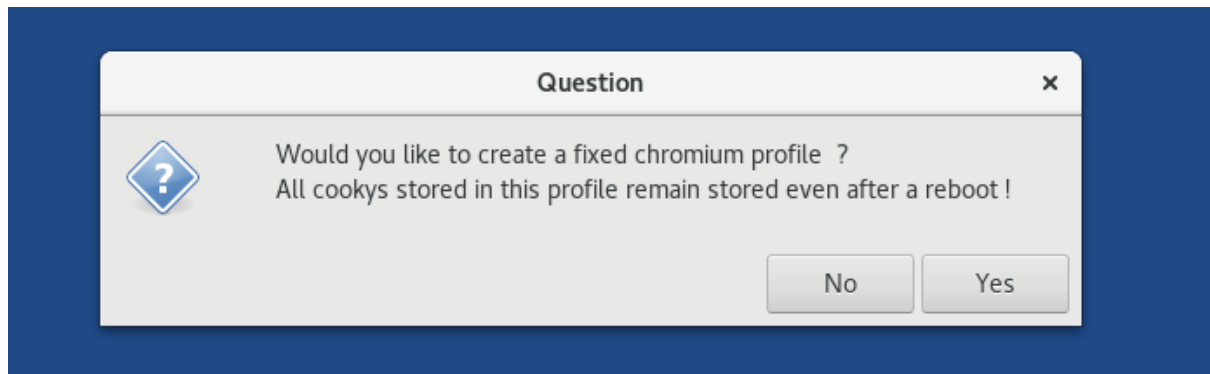 Question
Would you like to create a fixed chromium profile  ?
All cookys stored in this profile remain stored even after a reboot !
No
Yes